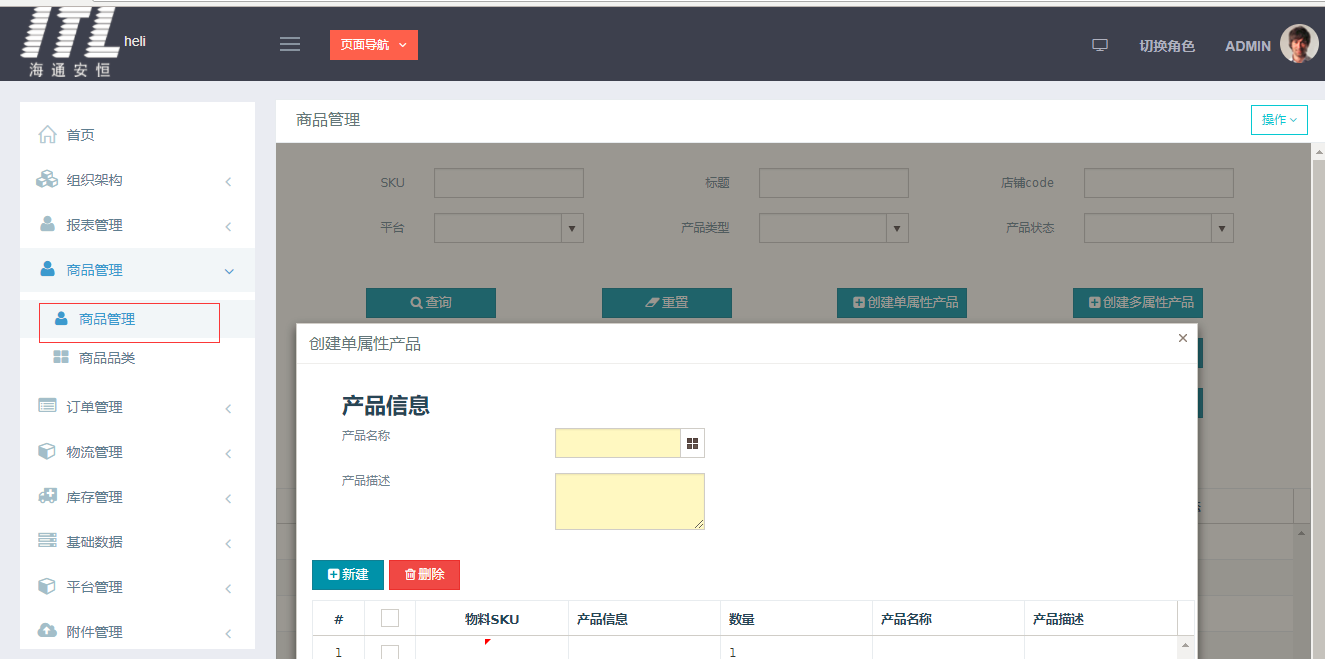 ITL
海通安恒
heli
页面导航
切换角色
ADMIN
首页
组织架构
报表管理
商品管理
商品管理
商品品类
订单管理
物流管理
库存管理
基础数据
平台管理
附件管理
商品管理
操作
SKU
标题
店铺code
平台
产品类型
产品状态
查询
重置
创建单属性产品
创建多属性产品
创建单属性产品
×
产品信息
产品名称
产品描述
新建
删除
# 物料SKU 产品信息 数量 产品名称 产品描述
1 1